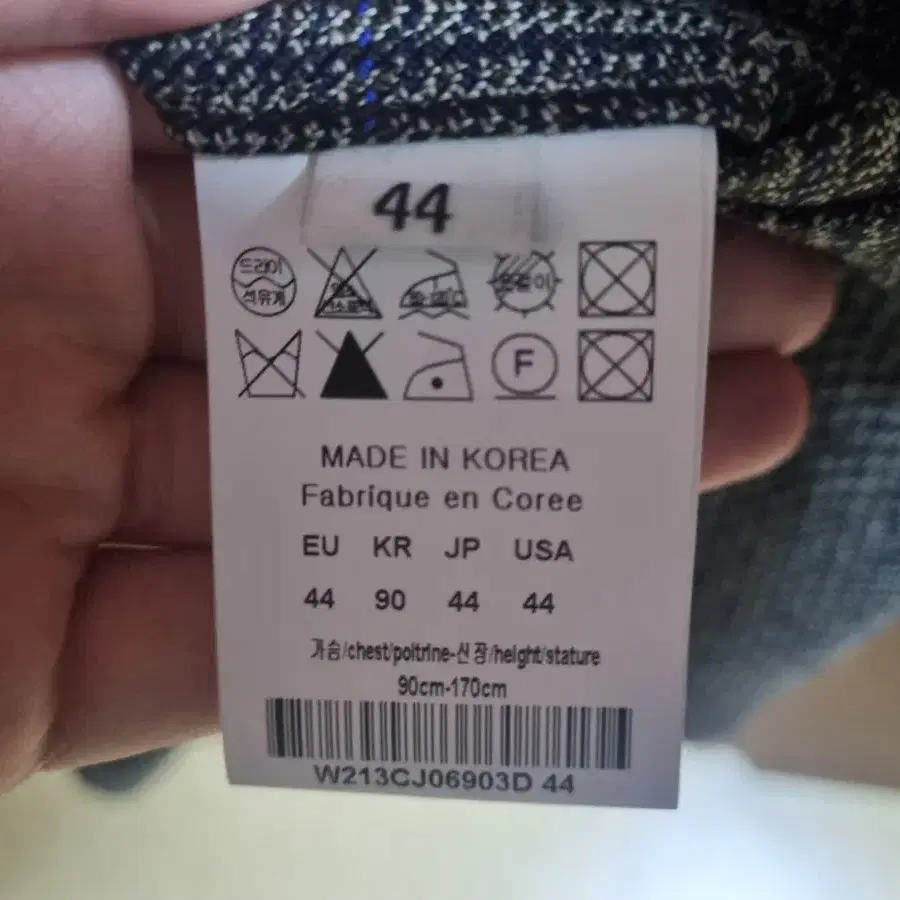 44
드라이
석유계
F
MADE IN KOREA
Fabrique en Coree
EU KR JP USA
44 90 44 44
가슴/chest/poitrine-신장/height/stature
90cm-170cm
W213CJ06903D 44